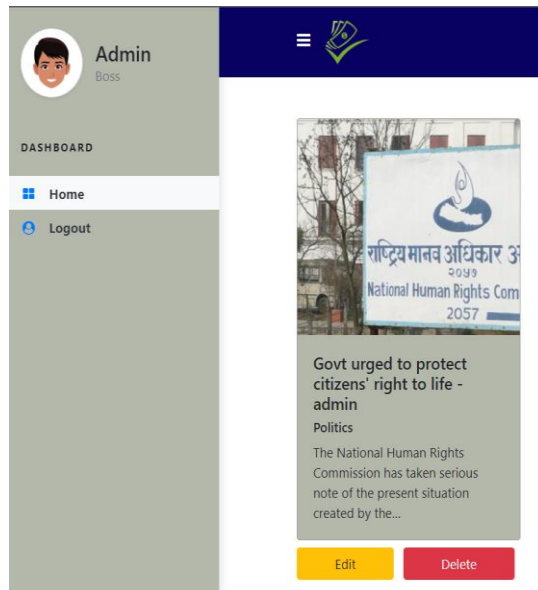 Admin
Boss
DASHBOARD
Home
Logout
राष्ट्रिय मानव अधिकार
२०५७
National Human Rights Com
2057
Govt urged to protect
citizens' right to life -
admin
Politics
The National Human Rights
Commission has taken serious
note of the present situation
created by the...
Edit
Delete